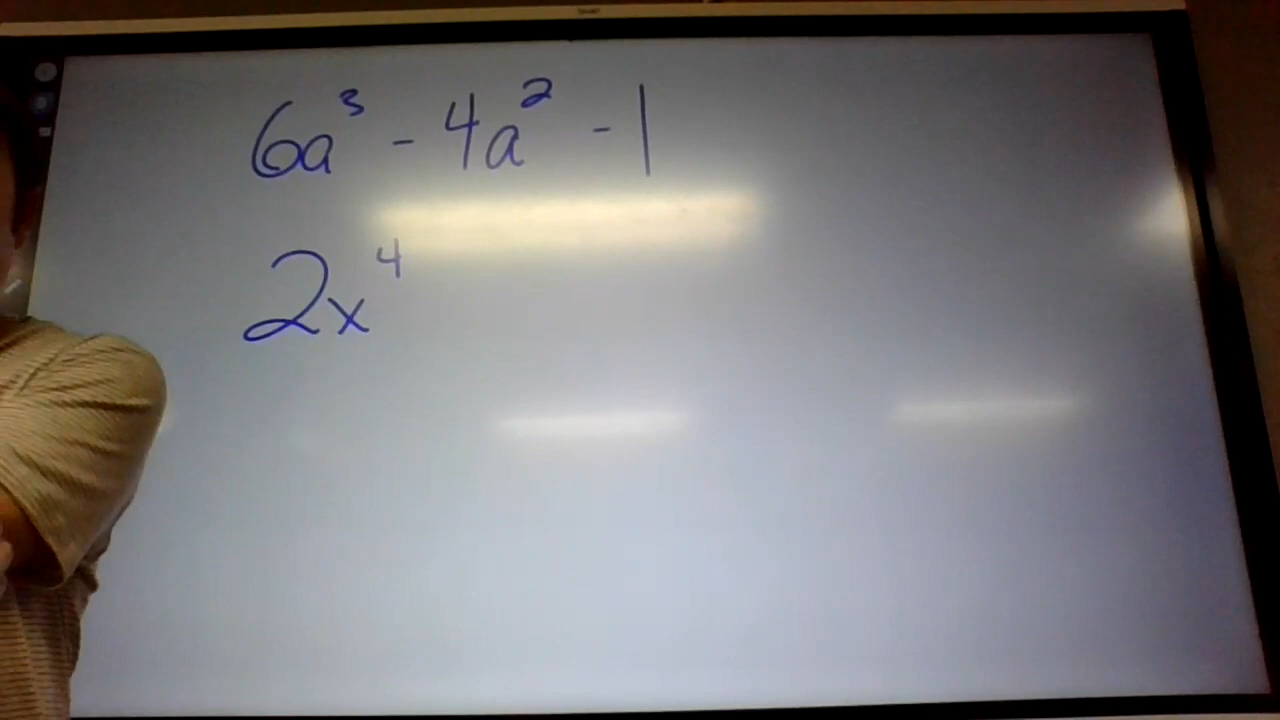 6a³ - 4a² - 1
2x⁴